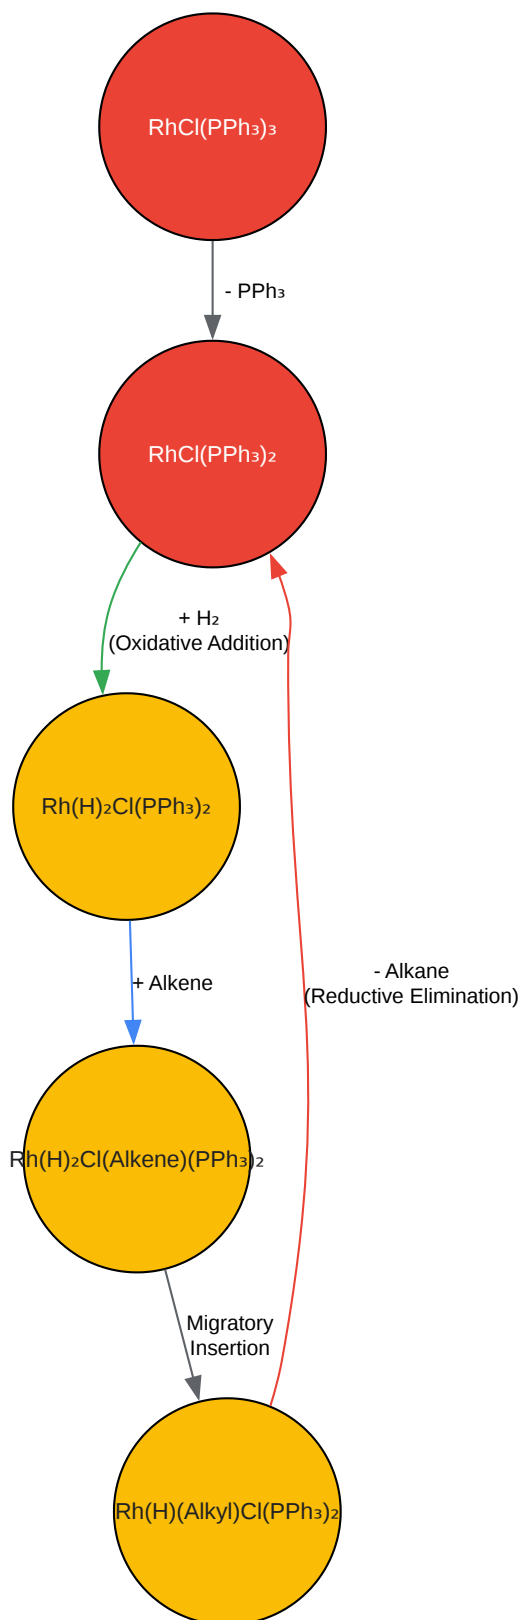 RhCl(PPh₃)₃
- PPh₃
RhCl(PPh₃)₂
+ H₂
(Oxidative Addition)
Rh(H)₂Cl(PPh₃)₂
- Alkane
(Reductive Elimination)
+ Alkene
Rh(H)₂Cl(Alkene)(PPh₃)₂
Migratory
Insertion
Rh(H)(Alkyl)Cl(PPh₃)₂